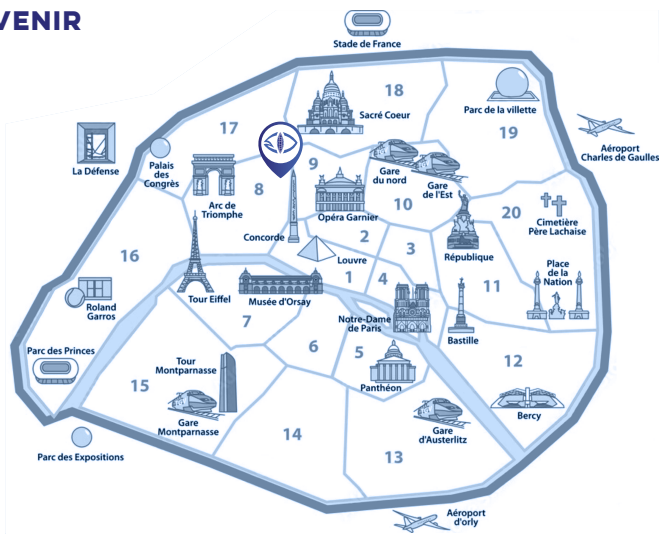 VENIR
Stade de France
18
Sacré Coeur
Parc de la villette
19
17
Aéroport
Charles de Gaulles
La Défense
Palais
des
Congrès
Arc de
Triomphe
8
9
Opéra Garnier
Gare
du nord
Gare
de l'Est
10
20
Cimetière
Père Lachaise
Concorde
2
3
République
16
Louvre
Place
de la
Nation
1
4
11
Tour Eiffel
Musée d'Orsay
Roland
Garros
Notre-Dame
de Paris
Bastille
7
6
5
Parc des Princes
Tour
Montparnasse
Panthéon
12
15
Gare
Montparnasse
Bercy
Gare
d'Austerlitz
14
13
Parc des Expositions
Aéroport
d'orly